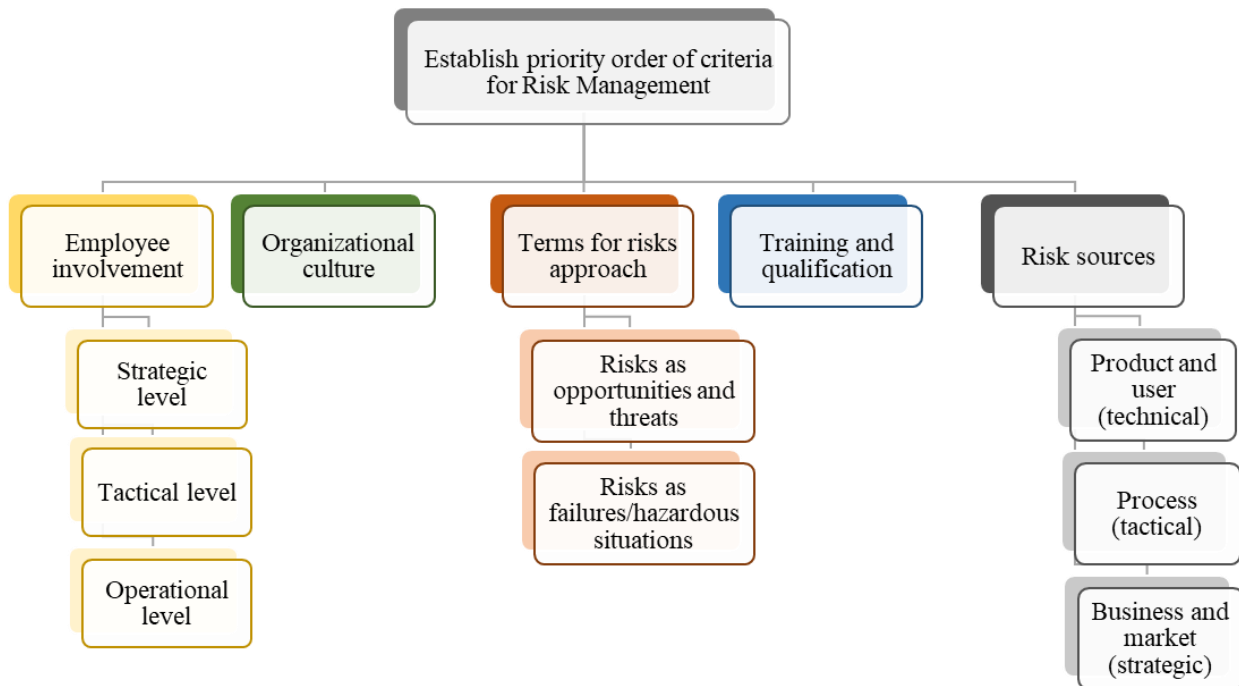 Establish priority order of criteria
for Risk Management
Employee
involvement
Organizational
culture
Terms for risks
approach
Training and
qualification
Risk sources
Strategic
level
Tactical level
Operational
level
Risks as
opportunities and
threats
Risks as
failures/hazardous
situations
Product and
user
(technical)
Process
(tactical)
Business and
market
(strategic)